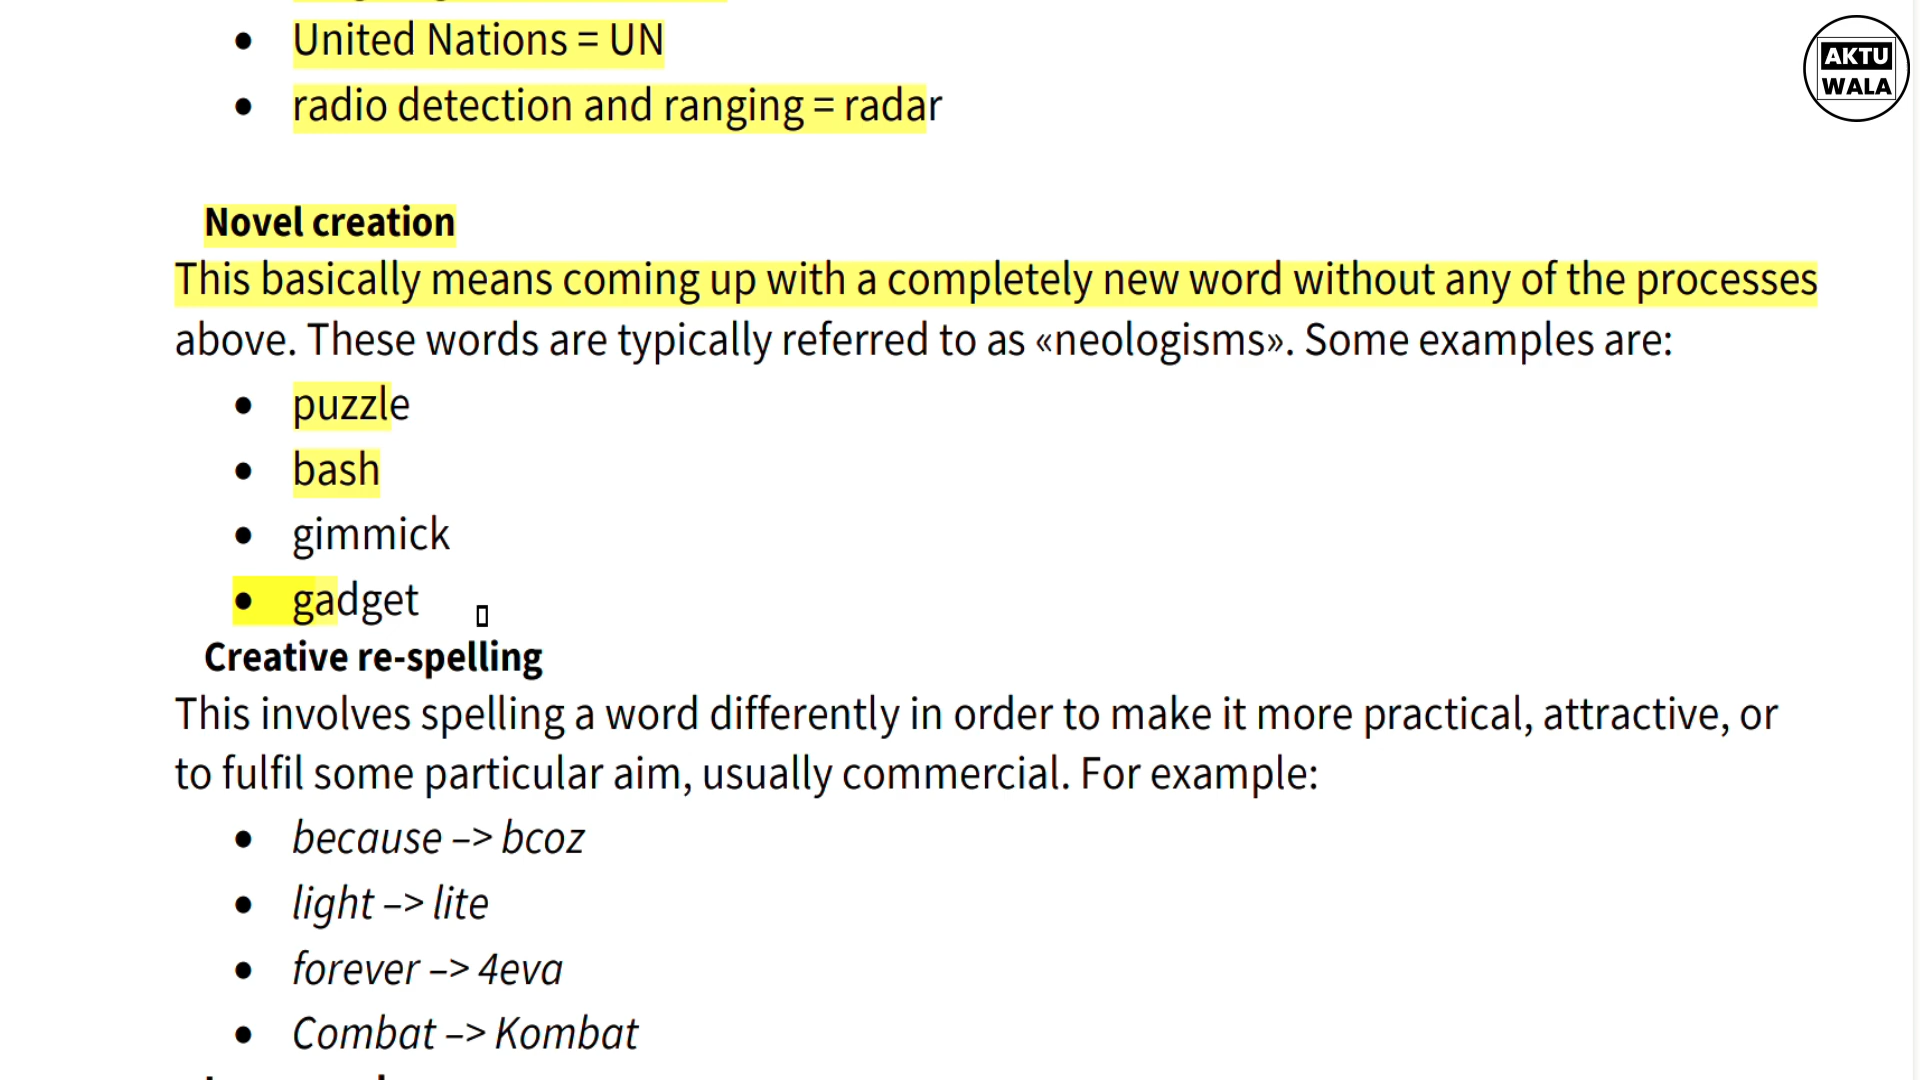 • United Nations = UN
• radio detection and ranging = radar
AKTU
WALA
Novel creation
This basically means coming up with a completely new word without any of the processes
above. These words are typically referred to as «neologisms». Some examples are:
• puzzle
• bash
• gimmick
• gadget
Creative re-spelling
This involves spelling a word differently in order to make it more practical, attractive, or
to fulfil some particular aim, usually commercial. For example:
• because –> bcoz
• light –> lite
• forever –> 4eva
• Combat –> Kombat